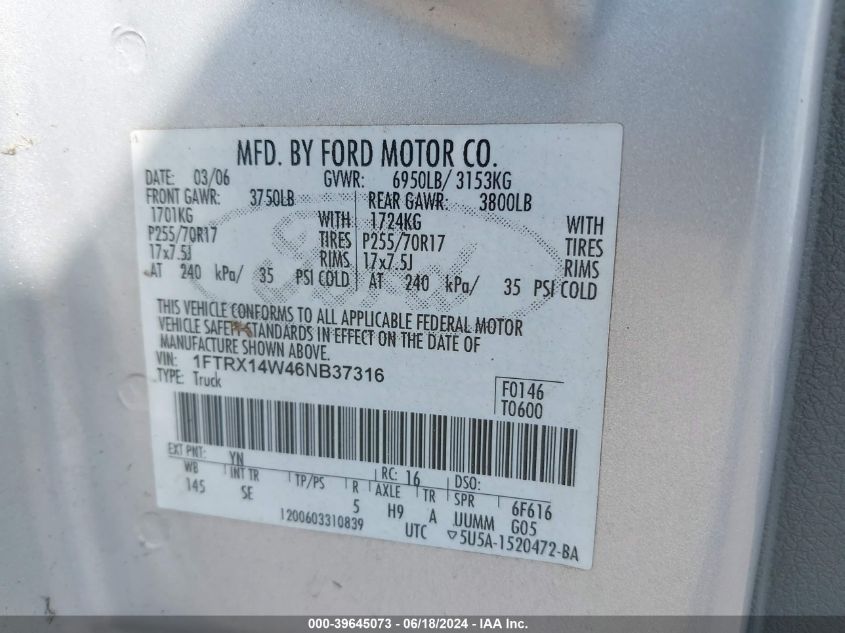 MFD. BY FORD MOTOR CO.
DATE: 03/06 GVWR: 6950LB/ 3153KG
FRONT GAWR: 3750LB REAR GAWR: 3800LB
1701KG WITH 1724KG WITH
P255/70R17 TIRES P255/70R17 TIRES
17x7.5J RIMS 17x7.5J RIMS
AT 240 kPa/ 35 PSI COLD AT 240 kPa/ 35 PSI COLD
THIS VEHICLE CONFORMS TO ALL APPLICABLE FEDERAL MOTOR
VEHICLE SAFETY STANDARDS IN EFFECT ON THE DATE OF
MANUFACTURE SHOWN ABOVE.
VIN: 1FTRX14W46NB37316
TYPE: Truck
F0146
T0600
EXT PNT: YN RC: 16 DSO:
WB INT TR TP/PS R AXLE TR SPR 6F616
145 SE 5 H9 A UUMM G05
1200603310839 UTC ▽5U5A-1520472-BA
Ford
000-39645073 - 06/18/2024 - IAA Inc.